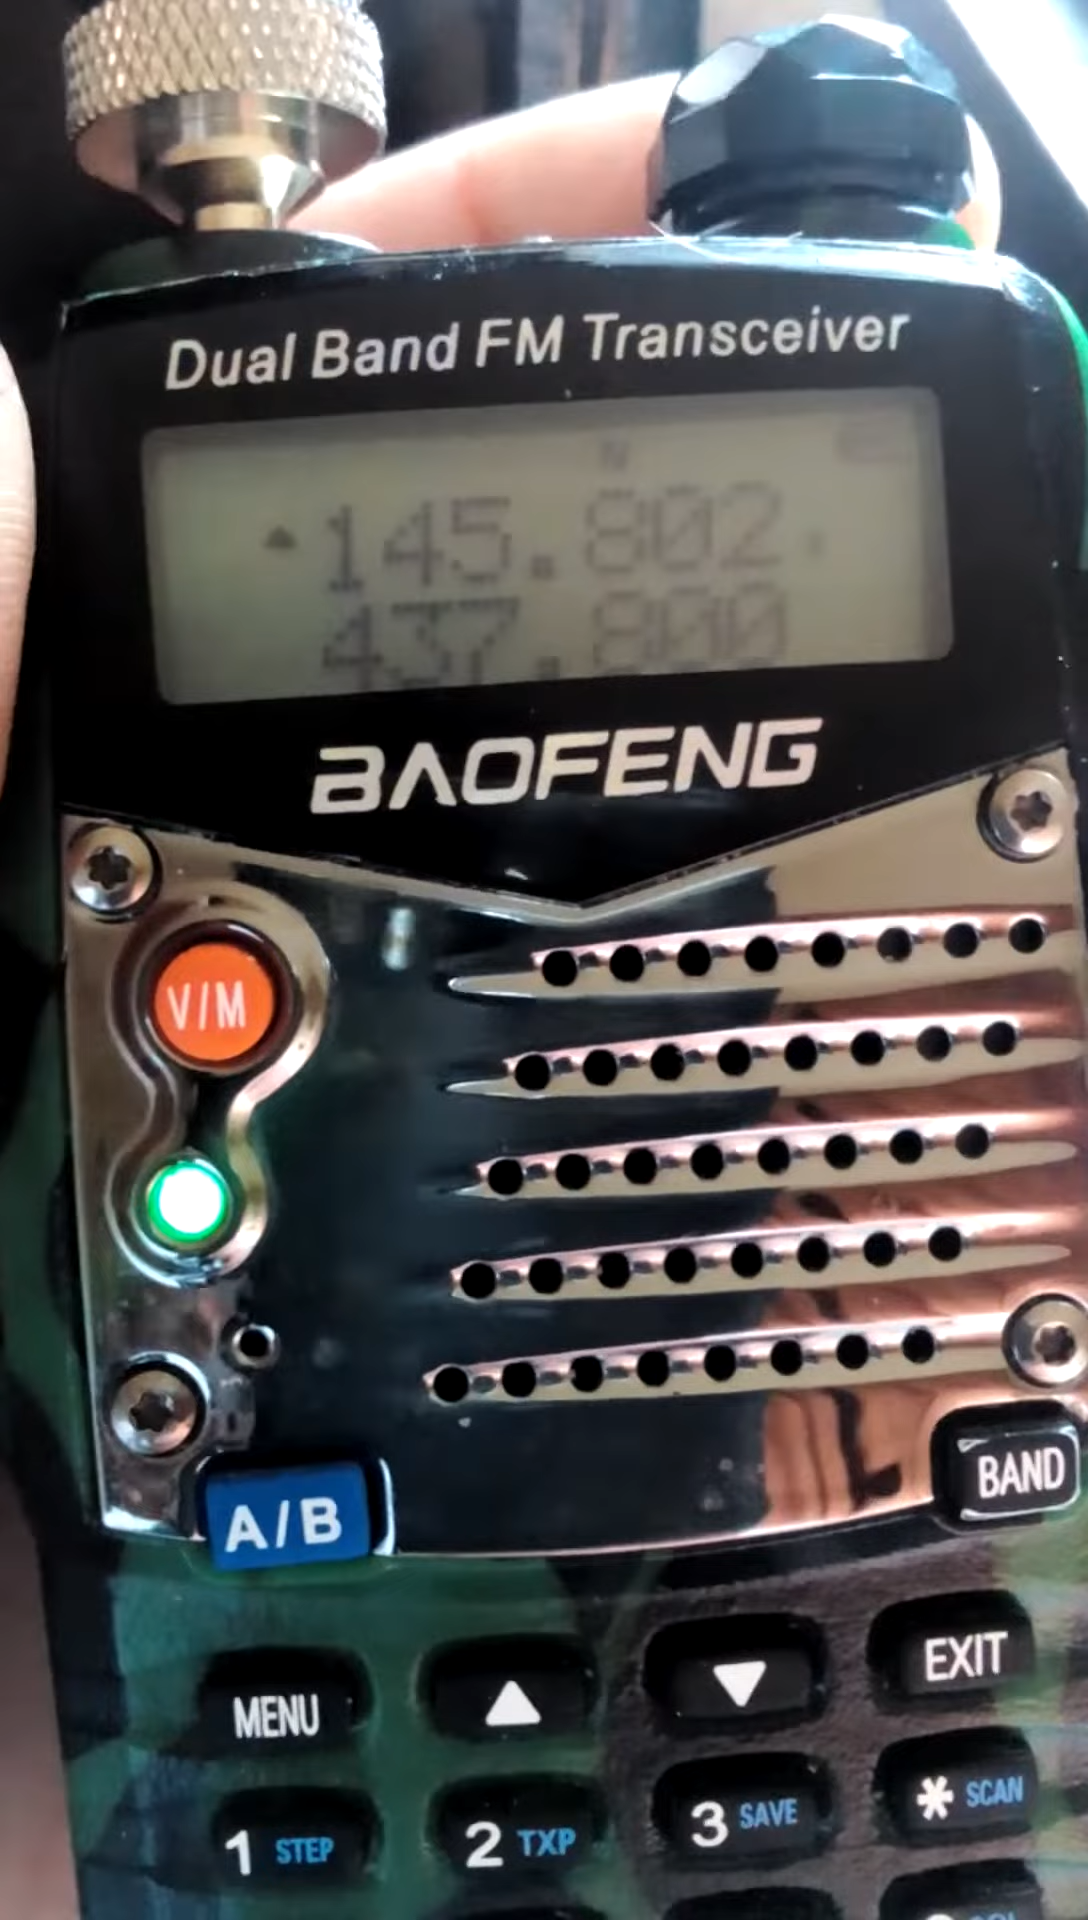 Dual Band FM Transceiver
N
145.802
437.800
BAOFENG
V/M
A/B
BAND
MENU
EXIT
1 STEP
2 TXP
3 SAVE
* SCAN